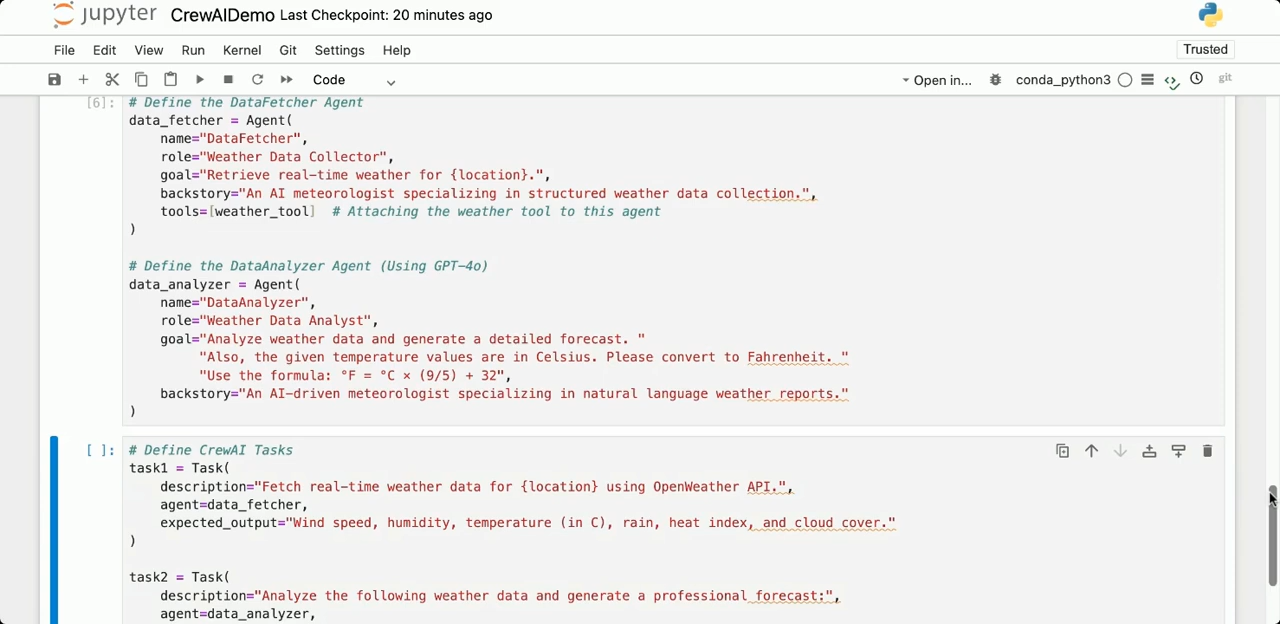 jupyter CrewAIDemo Last Checkpoint: 20 minutes ago
File Edit View Run Kernel Git Settings Help Trusted
Code Open in... conda_python3 git
[6]: # Define the DataFetcher Agent
data_fetcher = Agent(
    name="DataFetcher",
    role="Weather Data Collector",
    goal="Retrieve real-time weather for {location}.",
    backstory="An AI meteorologist specializing in structured weather data collection.",
    tools=[weather_tool]  # Attaching the weather tool to this agent
)
# Define the DataAnalyzer Agent (Using GPT-4o)
data_analyzer = Agent(
    name="DataAnalyzer",
    role="Weather Data Analyst",
    goal="Analyze weather data and generate a detailed forecast. "
         "Also, the given temperature values are in Celsius. Please convert to Fahrenheit. "
         "Use the formula: °F = °C × (9/5) + 32",
    backstory="An AI-driven meteorologist specializing in natural language weather reports."
)
[ ]: # Define CrewAI Tasks
task1 = Task(
    description="Fetch real-time weather data for {location} using OpenWeather API.",
    agent=data_fetcher,
    expected_output="Wind speed, humidity, temperature (in C), rain, heat index, and cloud cover."
)
task2 = Task(
    description="Analyze the following weather data and generate a professional forecast:",
    agent=data_analyzer,